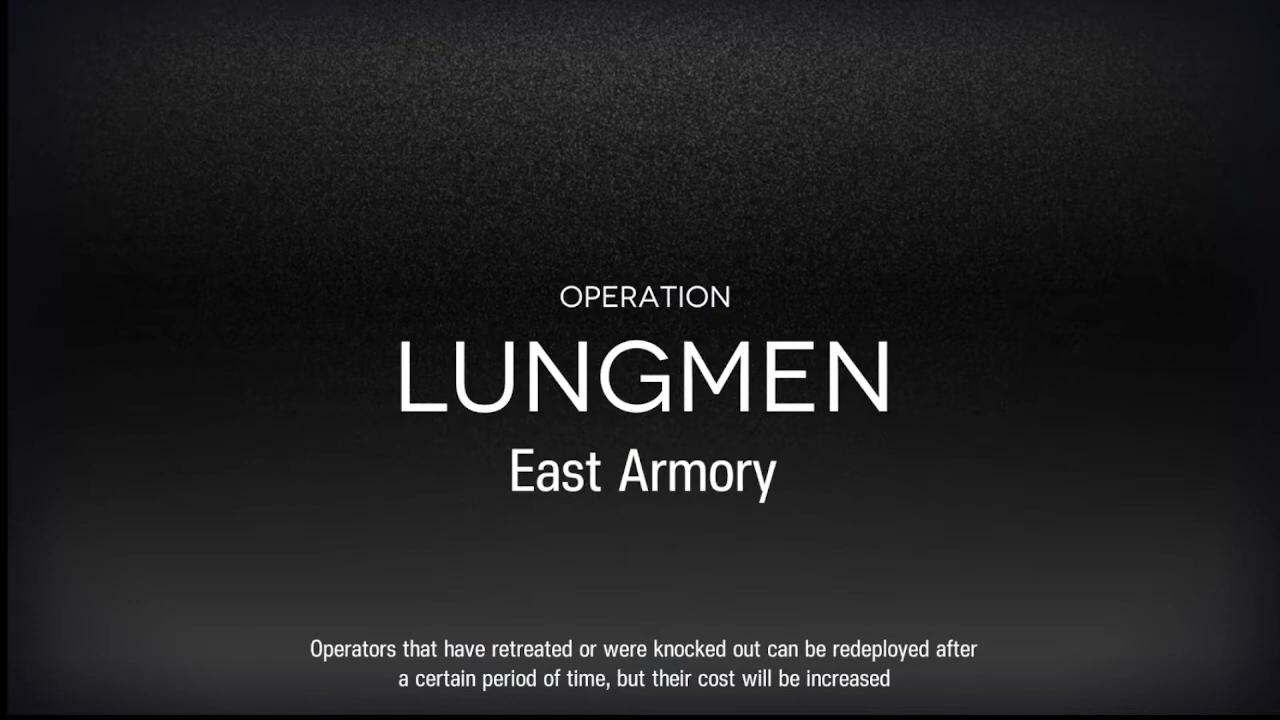 OPERATION
LUNGMEN
East Armory
Operators that have retreated or were knocked out can be redeployed after
a certain period of time, but their cost will be increased